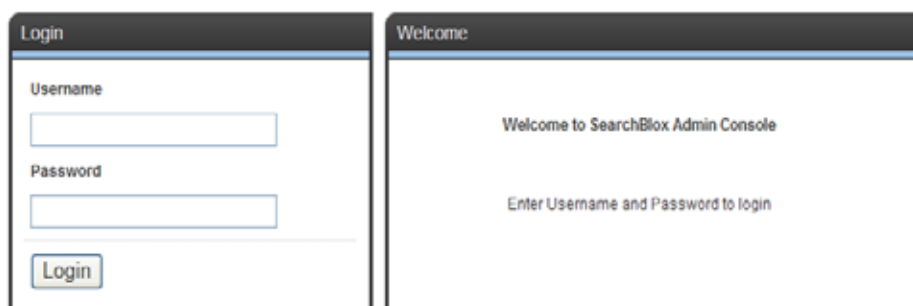 Login
Username
Password
Login
Welcome
Welcome to SearchBlox Admin Console
Enter Username and Password to login